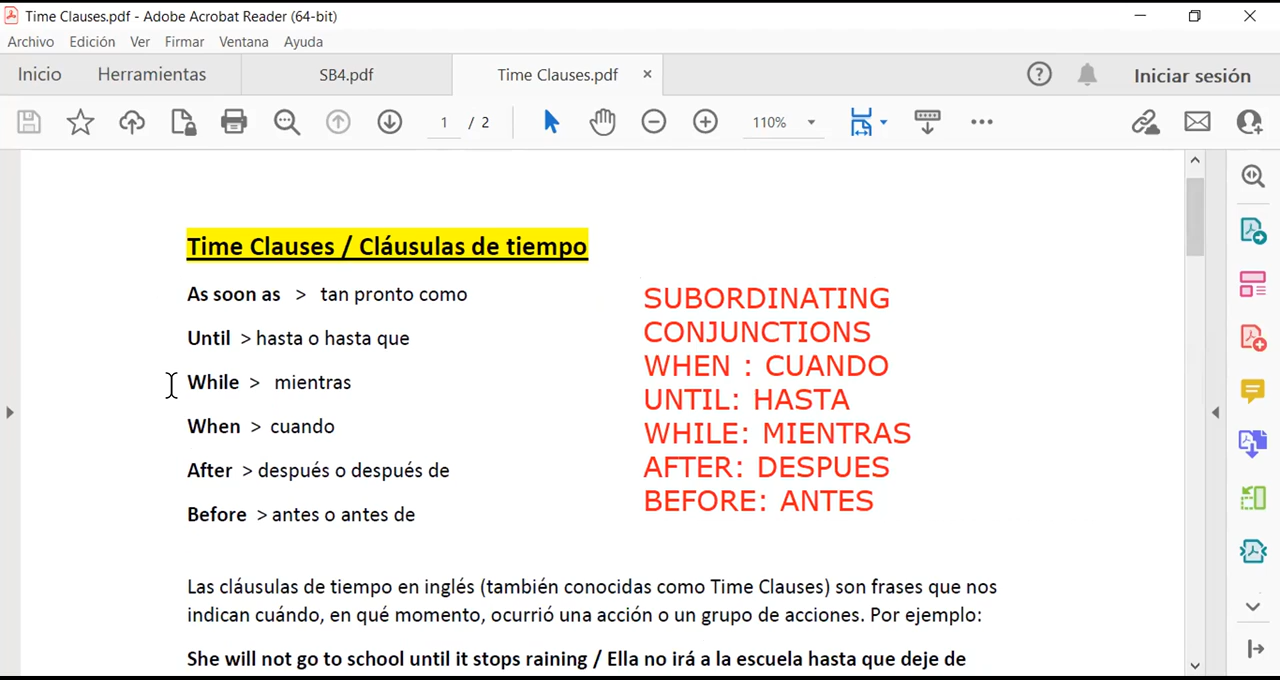 Time Clauses.pdf - Adobe Acrobat Reader (64-bit)
Archivo Edición Ver Firmar Ventana Ayuda
Inicio Herramientas SB4.pdf Time Clauses.pdf × Iniciar sesión
1 / 2 110%
Time Clauses / Cláusulas de tiempo
As soon as > tan pronto como
Until > hasta o hasta que
While > mientras
When > cuando
After > después o después de
Before > antes o antes de
SUBORDINATING
CONJUNCTIONS
WHEN : CUANDO
UNTIL: HASTA
WHILE: MIENTRAS
AFTER: DESPUES
BEFORE: ANTES
Las cláusulas de tiempo en inglés (también conocidas como Time Clauses) son frases que nos
indican cuándo, en qué momento, ocurrió una acción o un grupo de acciones. Por ejemplo:
She will not go to school until it stops raining / Ella no irá a la escuela hasta que deje de